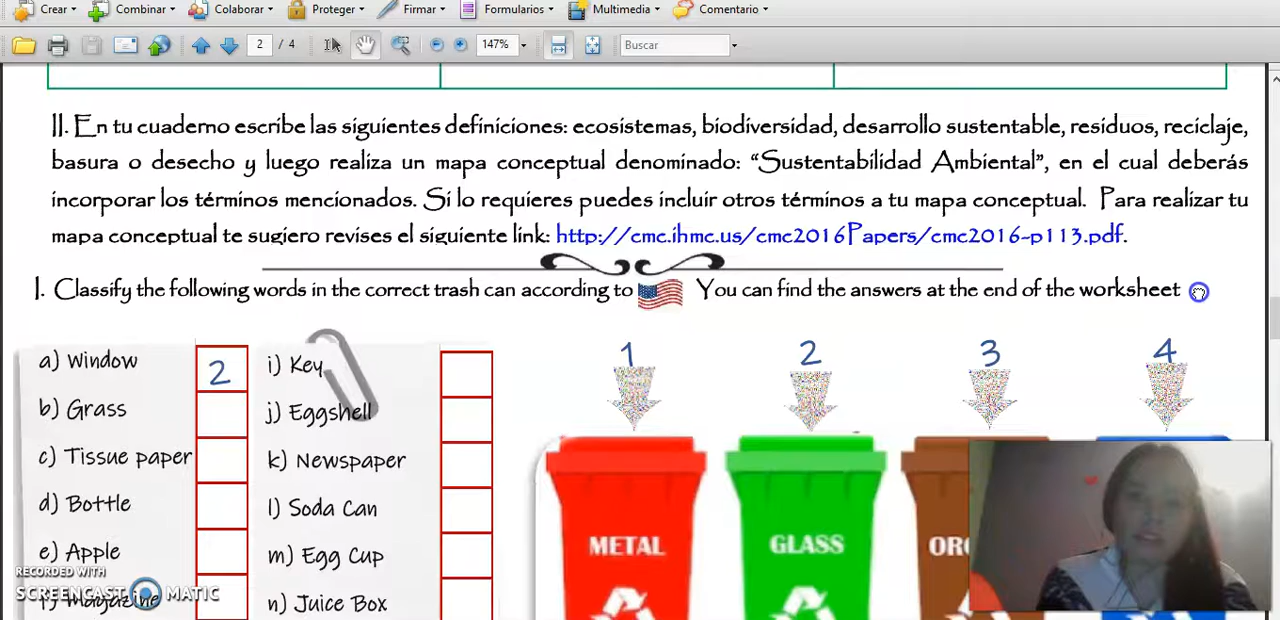 Crear Combinar Colaborar Proteger Firmar Formularios Multimedia Comentario
2 / 4 147% Buscar
II. En tu cuaderno escribe las siguientes definiciones: ecosistemas, biodiversidad, desarrollo sustentable, residuos, reciclaje,
basura o desecho y luego realiza un mapa conceptual denominado: “Sustentabilidad Ambiental”, en el cual deberás
incorporar los términos mencionados. Si lo requieres puedes incluir otros términos a tu mapa conceptual. Para realizar tu
mapa conceptual te sugiero revises el siguiente link: http://cmc.ihmc.us/cmc2016Papers/cmc2016-p113.pdf.
I. Classify the following words in the correct trash can according to You can find the answers at the end of the worksheet
a) Window 2
b) Grass
c) Tissue paper
d) Bottle
e) Apple
f) magazine
i) Key
j) Eggshell
k) Newspaper
l) Soda Can
m) Egg Cup
n) Juice Box
1 2 3 4
METAL GLASS ORG
RECORDED WITH
SCREENCAST MATIC